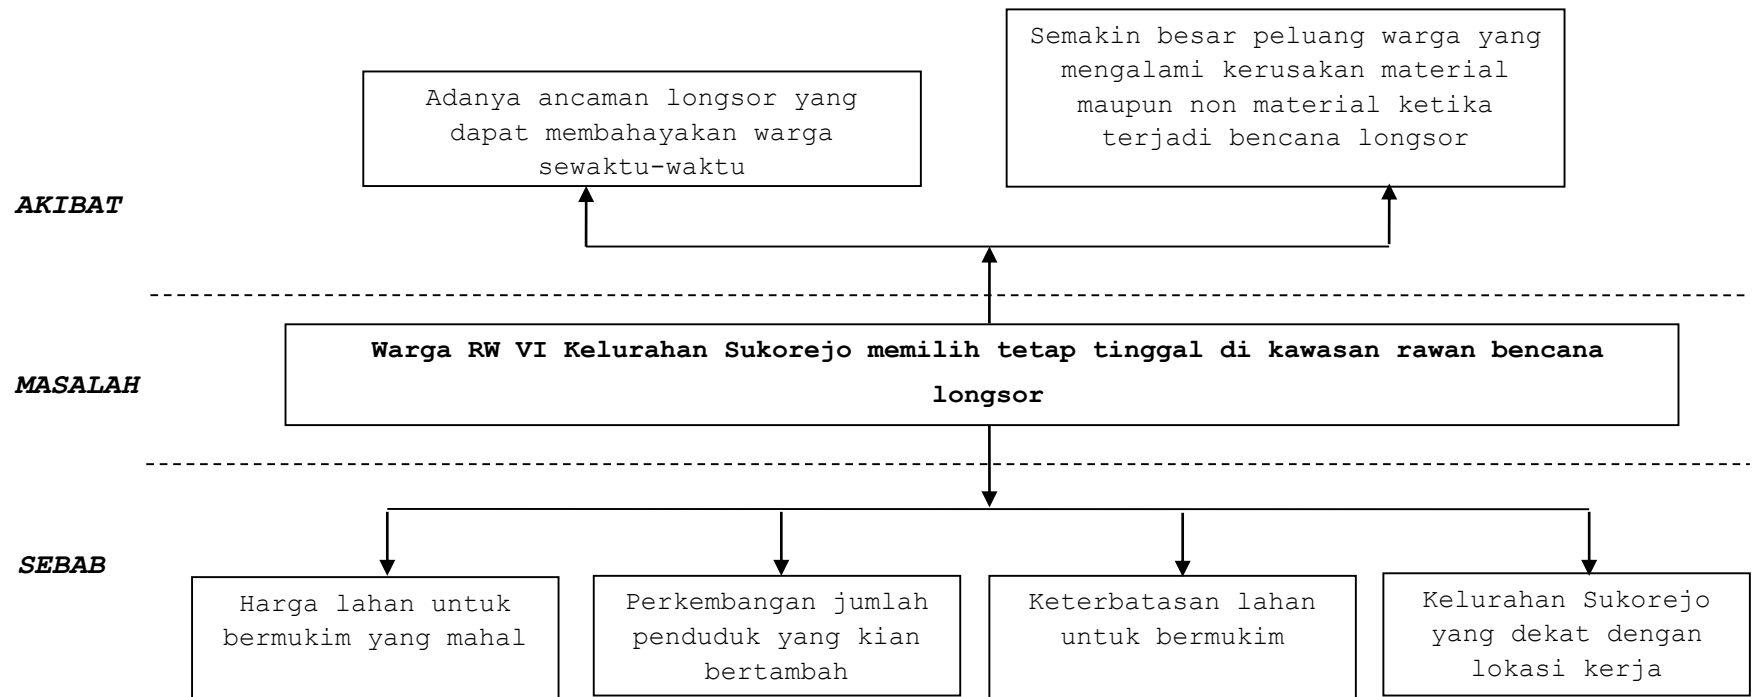 Semakin besar peluang warga yang
mengalami kerusakan material
maupun non material ketika
terjadi bencana longsor
Adanya ancaman longsor yang
dapat membahayakan warga
sewaktu-waktu
AKIBAT
Warga RW VI Kelurahan Sukorejo memilih tetap tinggal di kawasan rawan bencana
longsor
MASALAH
SEBAB
Harga lahan untuk
bermukim yang mahal
Perkembangan jumlah
penduduk yang kian
bertambah
Keterbatasan lahan
untuk bermukim
Kelurahan Sukorejo
yang dekat dengan
lokasi kerja